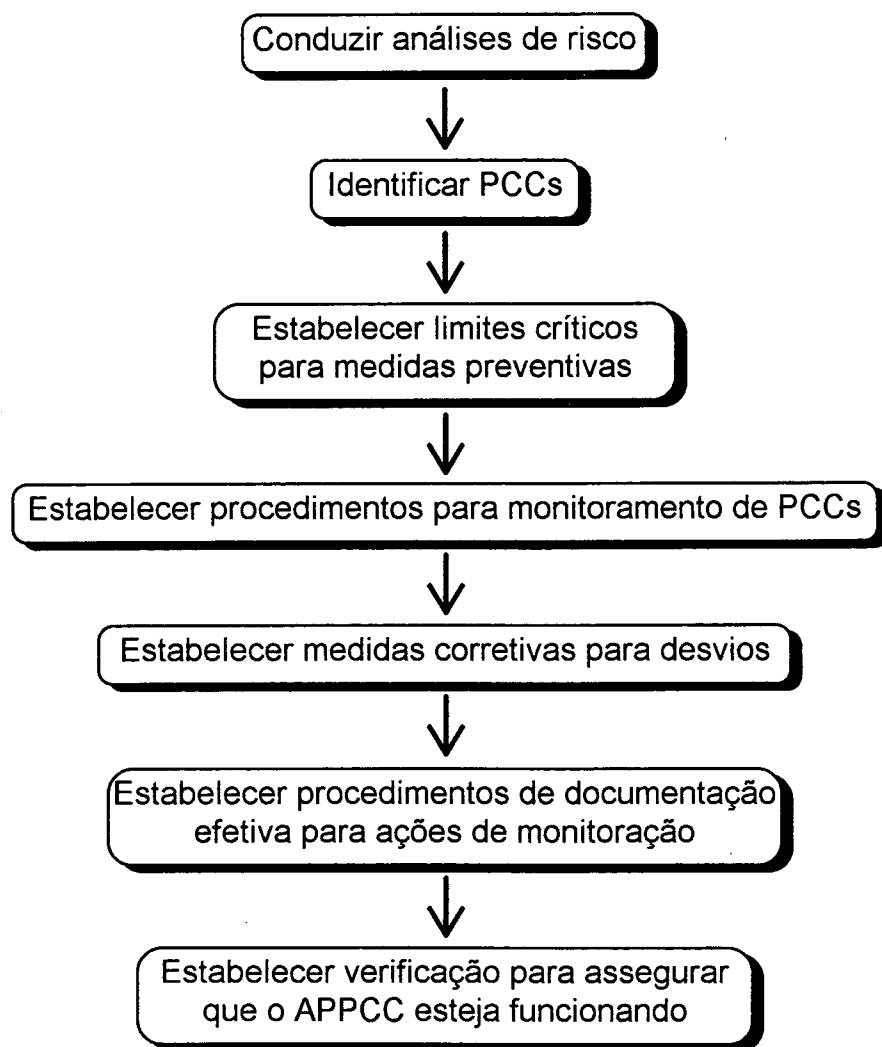 Conduzir análises de risco
Identificar PCCs
Estabelecer limites críticos
para medidas preventivas
Estabelecer procedimentos para monitoramento de PCCs
Estabelecer medidas corretivas para desvios
Estabelecer procedimentos de documentação
efetiva para ações de monitoração
Estabelecer verificação para assegurar
que o APPCC esteja funcionando